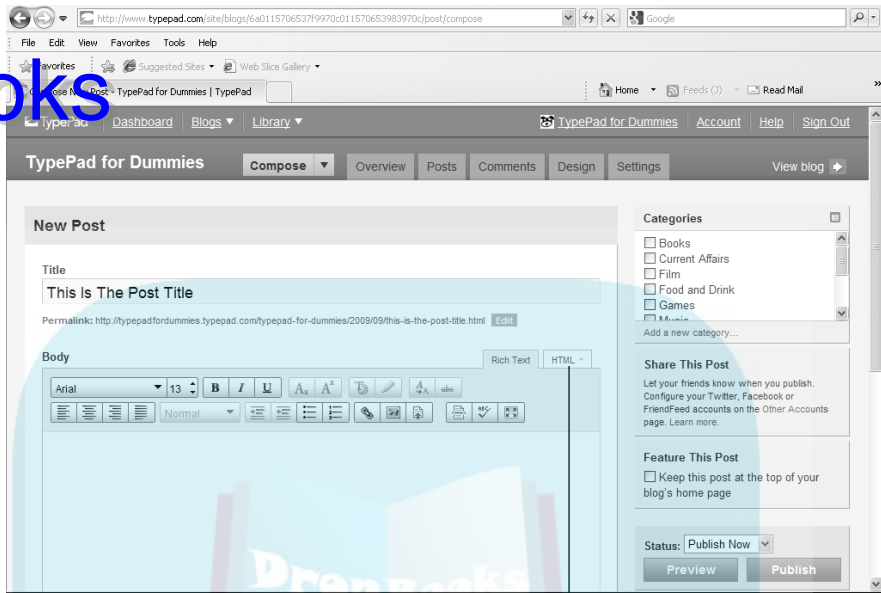 http://www.typepad.com/site/blogs/6a0115706537f9970c011570653983970c/post/compose
Google
File Edit View Favorites Tools Help
Favorites Suggested Sites Web Slice Gallery
oks
Compose New Post - TypePad for Dummies | TypePad
Home Feeds (J) Read Mail »
TypePad Dashboard Blogs Library TypePad for Dummies Account Help Sign Out
TypePad for Dummies Compose Overview Posts Comments Design Settings View blog
New Post
Title
This Is The Post Title
Permalink: http://typepadfordummies.typepad.com/typepad-for-dummies/2009/09/this-is-the-post-title.html Edit
Body
Rich Text HTML
Arial 13 B I U
Normal
Categories
Books
Current Affairs
Film
Food and Drink
Games
Music
Add a new category...
Share This Post
Let your friends know when you publish.
Configure your Twitter, Facebook or
FriendFeed accounts on the Other Accounts
page. Learn more.
Feature This Post
Keep this post at the top of your
blog's home page
Status: Publish Now
Preview Publish
DropBooks